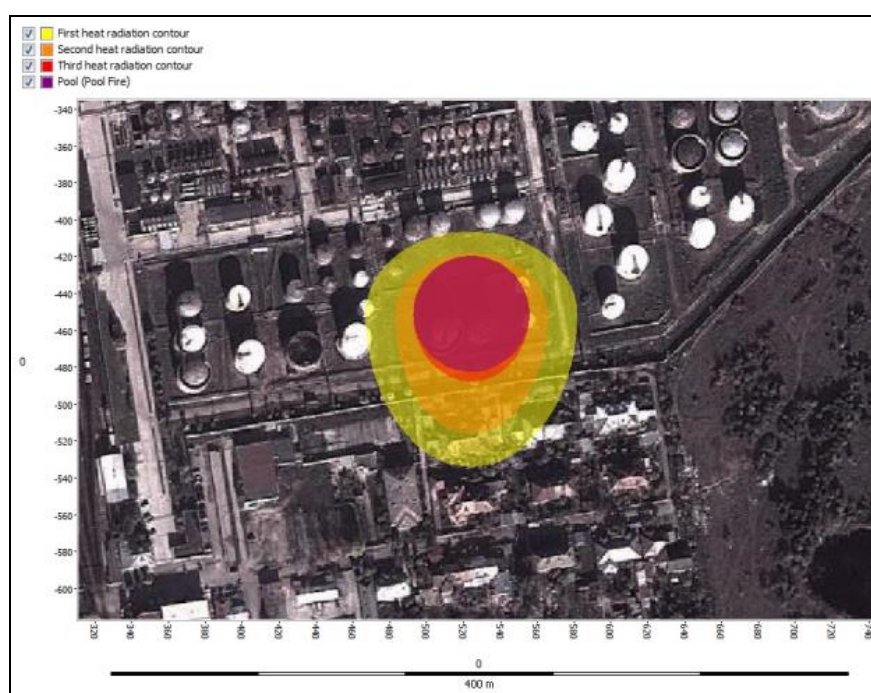 First heat radiation contour
Second heat radiation contour
Third heat radiation contour
Pool (Pool Fire)
-340
-360
-380
-400
-420
-440
-460
0
-480
-500
-520
-540
-560
-580
-600
320 340 360 380 400 420 440 460 480 500 520 540 560 580 600 620 640 660 680 700 720 740
0
400 m